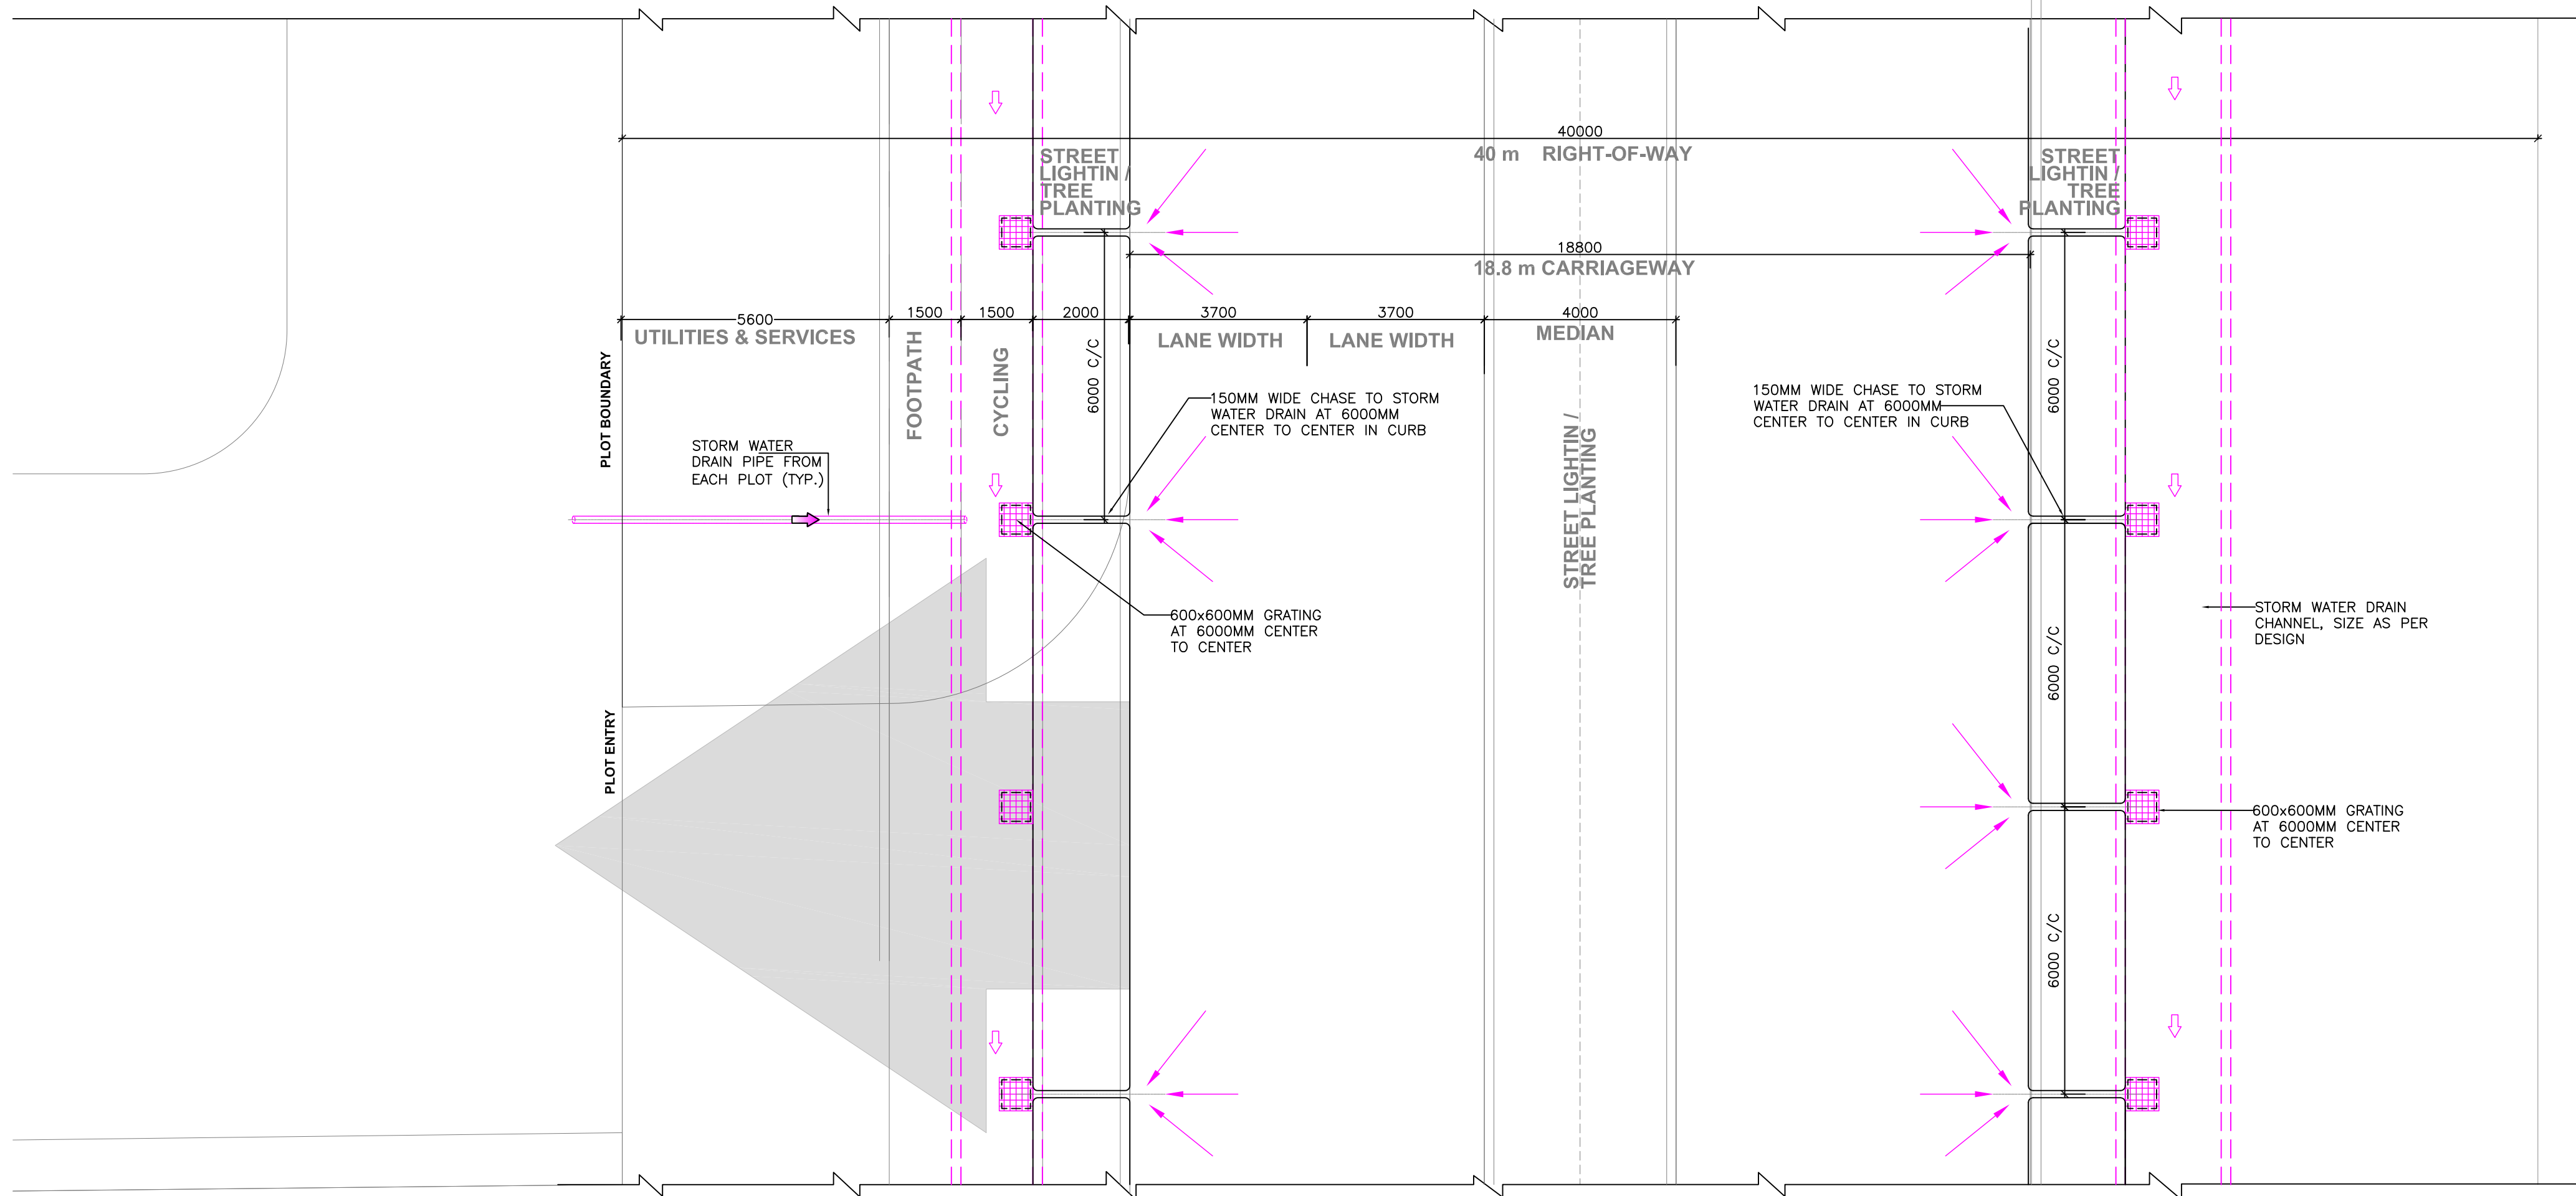 40000
40 m RIGHT-OF-WAY
STREET
LIGHTIN /
TREE
PLANTING
STREET
LIGHTIN /
TREE
PLANTING
18800
18.8 m CARRIAGEWAY
5600
1500
1500
2000
3700
3700
4000
UTILITIES & SERVICES
FOOTPATH
CYCLING
6000 C/C
LANE WIDTH
LANE WIDTH
MEDIAN
6000 C/C
PLOT BOUNDARY
150MM WIDE CHASE TO STORM
WATER DRAIN AT 6000MM
CENTER TO CENTER IN CURB
150MM WIDE CHASE TO STORM
WATER DRAIN AT 6000MM
CENTER TO CENTER IN CURB
STORM WATER
DRAIN PIPE FROM
EACH PLOT (TYP.)
STREET LIGHTIN /
TREE PLANTING
600x600MM GRATING
AT 6000MM CENTER
TO CENTER
STORM WATER DRAIN
CHANNEL, SIZE AS PER
DESIGN
6000 C/C
PLOT ENTRY
600x600MM GRATING
AT 6000MM CENTER
TO CENTER
6000 C/C